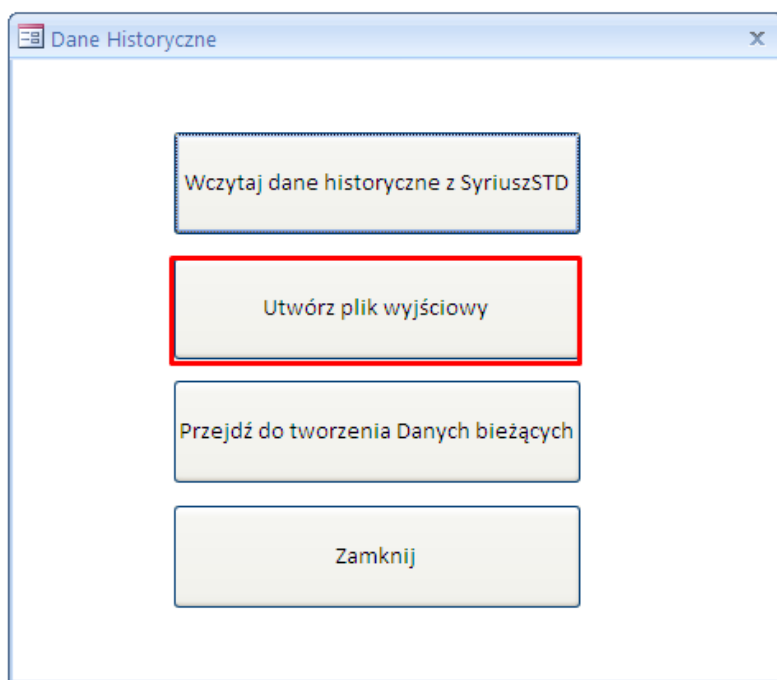 Dane Historyczne
Wczytaj dane historyczne z SyriuszSTD
Utwórz plik wyjściowy
Przejdź do tworzenia Danych bieżących
Zamknij